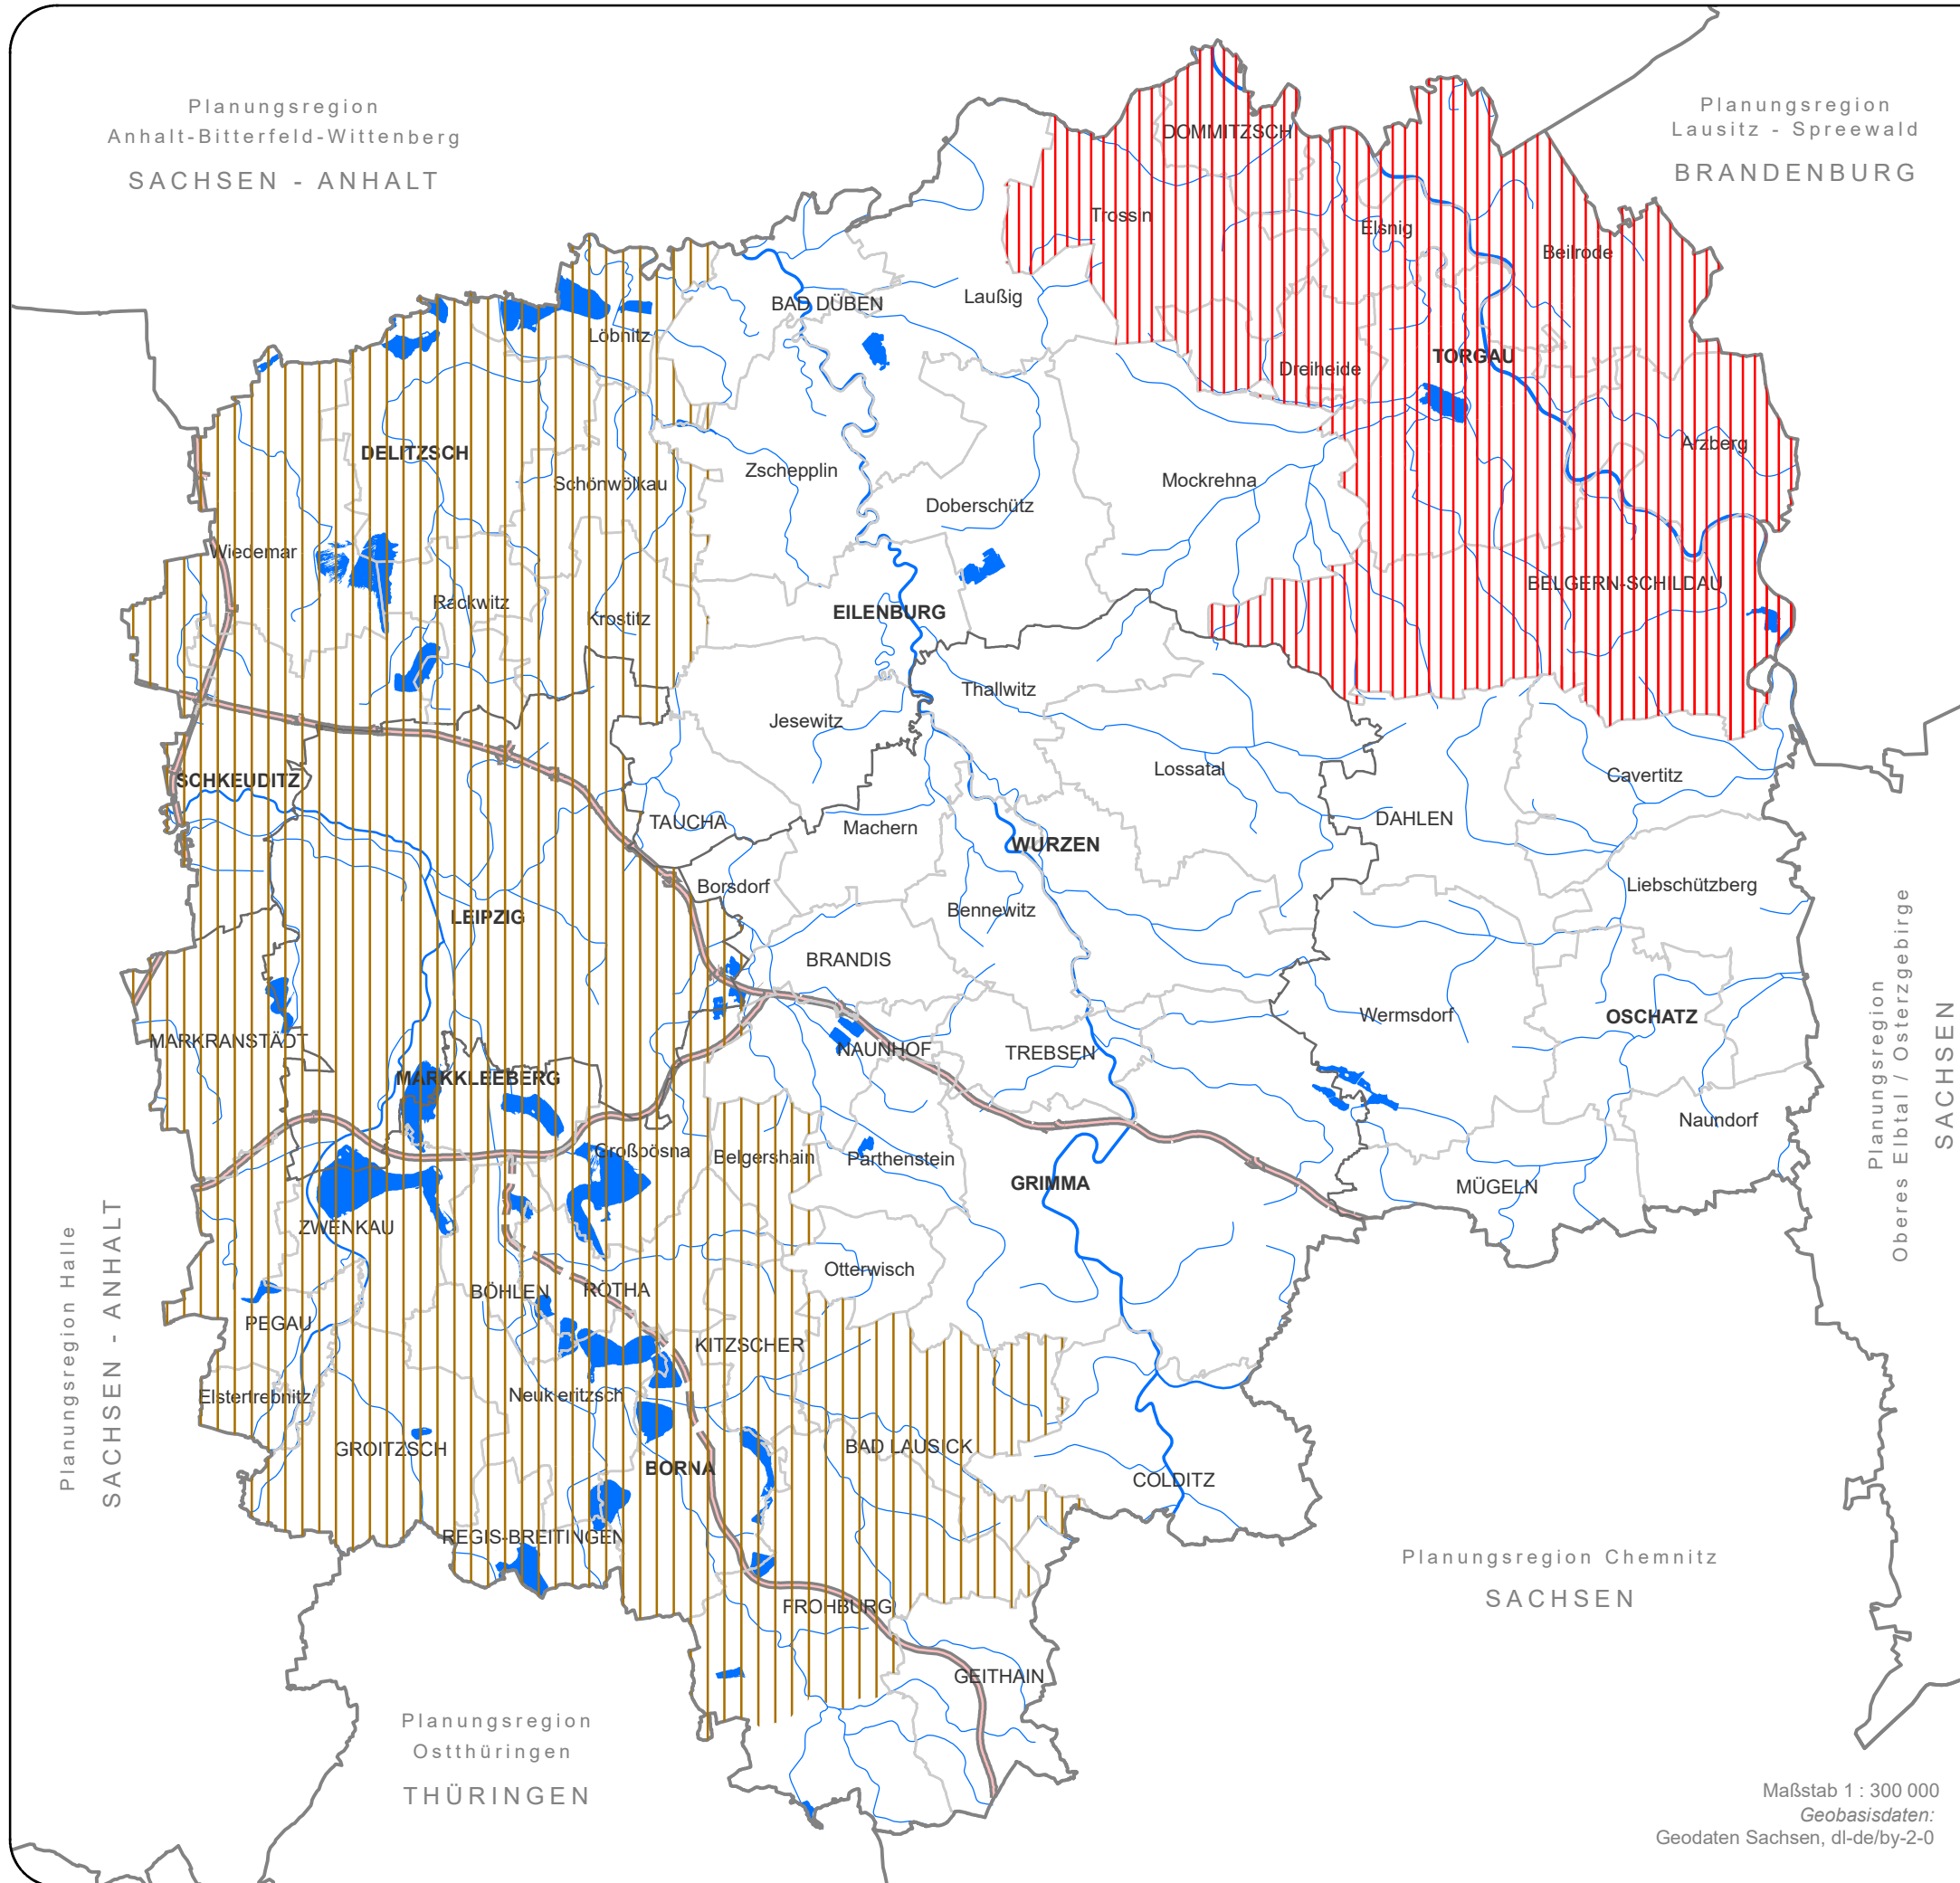 Planungsregion
Anhalt-Bitterfeld-Wittenberg
SACHSEN - ANHALT
Planungsregion
Lausitz - Spreewald
BRANDENBURG
DOMMITZSCH
Trossin
Elsnig
Beilrode
BAD DÜBEN
Laußig
Löbnitz
TORGAU
Dreiheide
Arzberg
DELITZSCH
Schönwölkau
Zschepplin
Mockrehna
Doberschütz
Wiedemar
BELGERN-SCHILDAU
Rackwitz
Krostitz
EILENBURG
Thallwitz
Jesewitz
Lossatal
Cavertitz
SCHKEUDITZ
TAUCHA
Machern
DAHLEN
WURZEN
Borsdorf
Liebschützberg
LEIPZIG
Bennewitz
BRANDIS
Wermsdorf
OSCHATZ
MARKRANSTÄDT
NAUNHOF
TREBSEN
MARKKLEEBERG
Naundorf
Großpösna
Belgershain
Parthenstein
GRIMMA
MÜGELN
ZWENKAU
Otterwisch
BÖHLEN
RÖTHA
PEGAU
KITZSCHER
Elstertrebnitz
Neukieritzsch
GROITZSCH
BAD LAUSICK
BORNA
COLDITZ
REGIS-BREITINGEN
FROHBURG
GEITHAIN
Planungsregion Halle
SACHSEN - ANHALT
Planungsregion
Oberes Elbtal / Osterzgebirge
SACHSEN
Planungsregion Chemnitz
SACHSEN
Planungsregion
Ostthüringen
THÜRINGEN
Maßstab 1 : 300 000
Geobasisdaten:
Geodaten Sachsen, dl-de/by-2-0